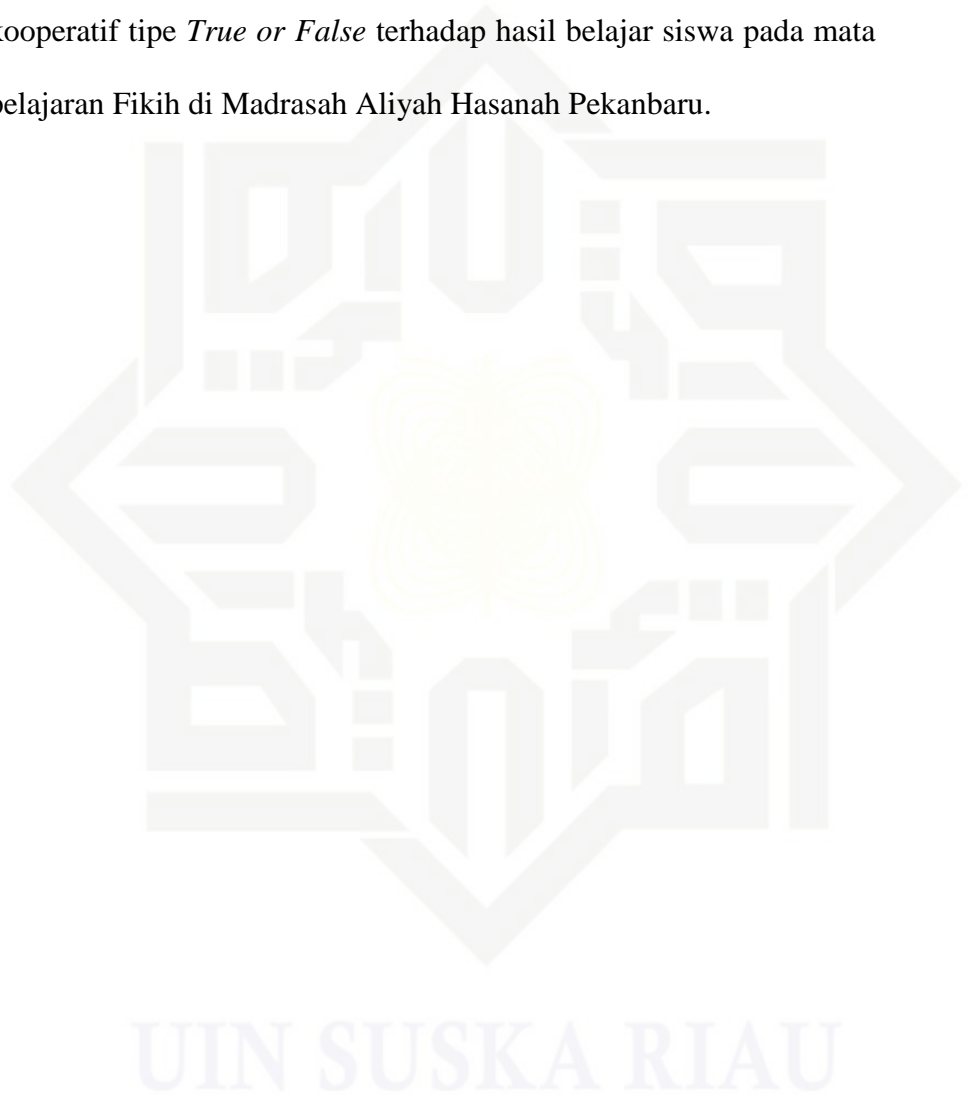 kooperatif tipe True or False terhadap hasil belajar siswa pada mata
pelajaran Fikih di Madrasah Aliyah Hasanah Pekanbaru.
UIN SUSKA RIAU